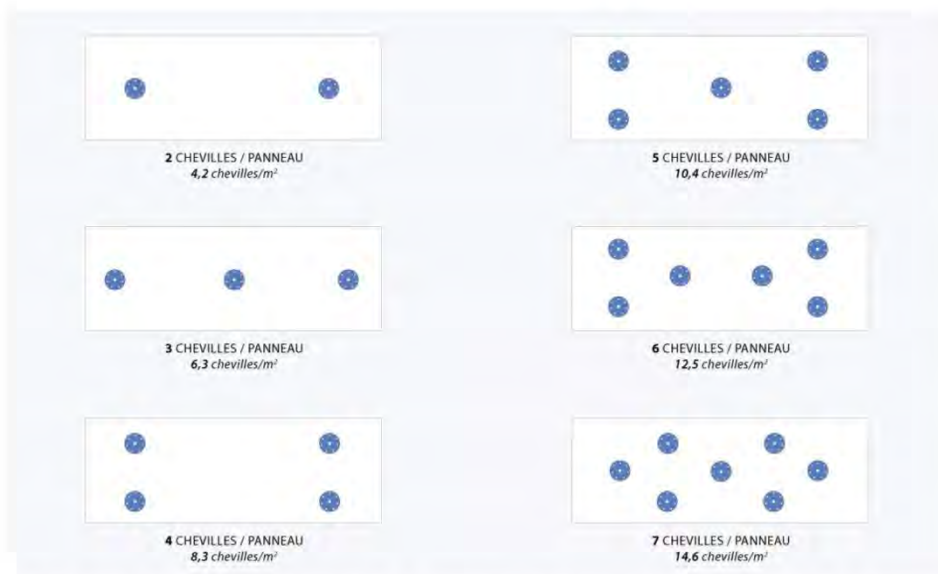 2 CHEVILLES / PANNEAU
4,2 chevilles/m²
3 CHEVILLES / PANNEAU
6,3 chevilles/m²
4 CHEVILLES / PANNEAU
8,3 chevilles/m²
5 CHEVILLES / PANNEAU
10,4 chevilles/m²
6 CHEVILLES / PANNEAU
12,5 chevilles/m²
7 CHEVILLES / PANNEAU
14,6 chevilles/m²